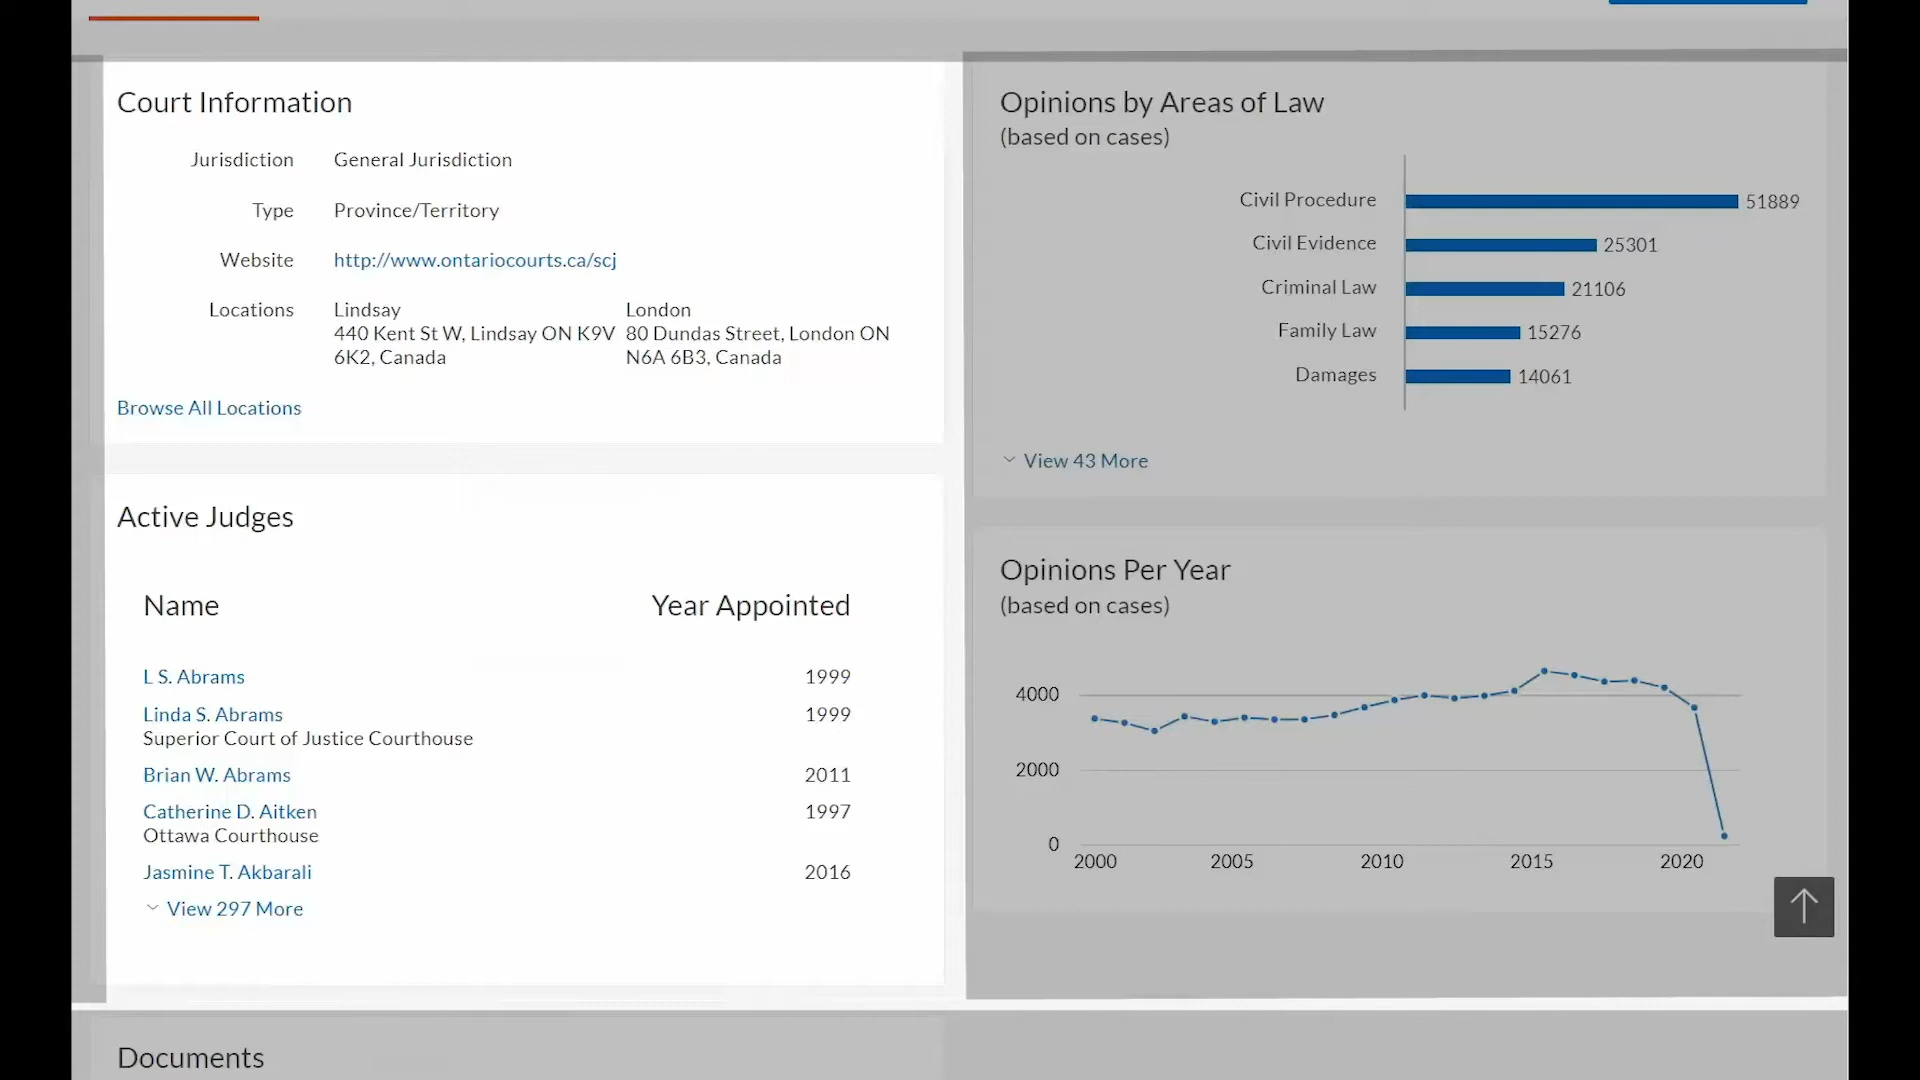 Court Information
Jurisdiction General Jurisdiction
Type Province/Territory
Website http://www.ontariocourts.ca/scj
Locations Lindsay London
440 Kent St W, Lindsay ON K9V 80 Dundas Street, London ON
6K2, Canada N6A 6B3, Canada
Browse All Locations
Active Judges
Name Year Appointed
L S. Abrams 1999
Linda S. Abrams 1999
Superior Court of Justice Courthouse
Brian W. Abrams 2011
Catherine D. Aitken 1997
Ottawa Courthouse
Jasmine T. Akbarali 2016
View 297 More
Documents
Opinions by Areas of Law
(based on cases)
Civil Procedure 51889
Civil Evidence 25301
Criminal Law 21106
Family Law 15276
Damages 14061
View 43 More
Opinions Per Year
(based on cases)
4000
2000
0
2000 2005 2010 2015 2020